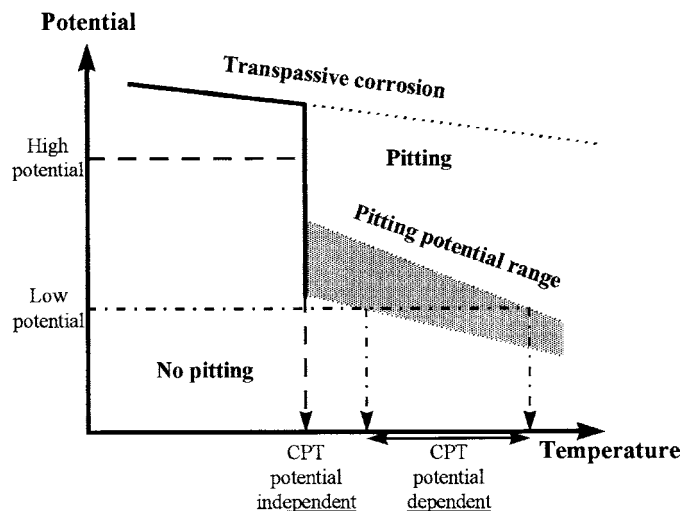 Potential
Transpassive corrosion
High
potential
Pitting
Pitting potential range
Low
potential
No pitting
Temperature
CPT
potential
independent
CPT
potential
dependent